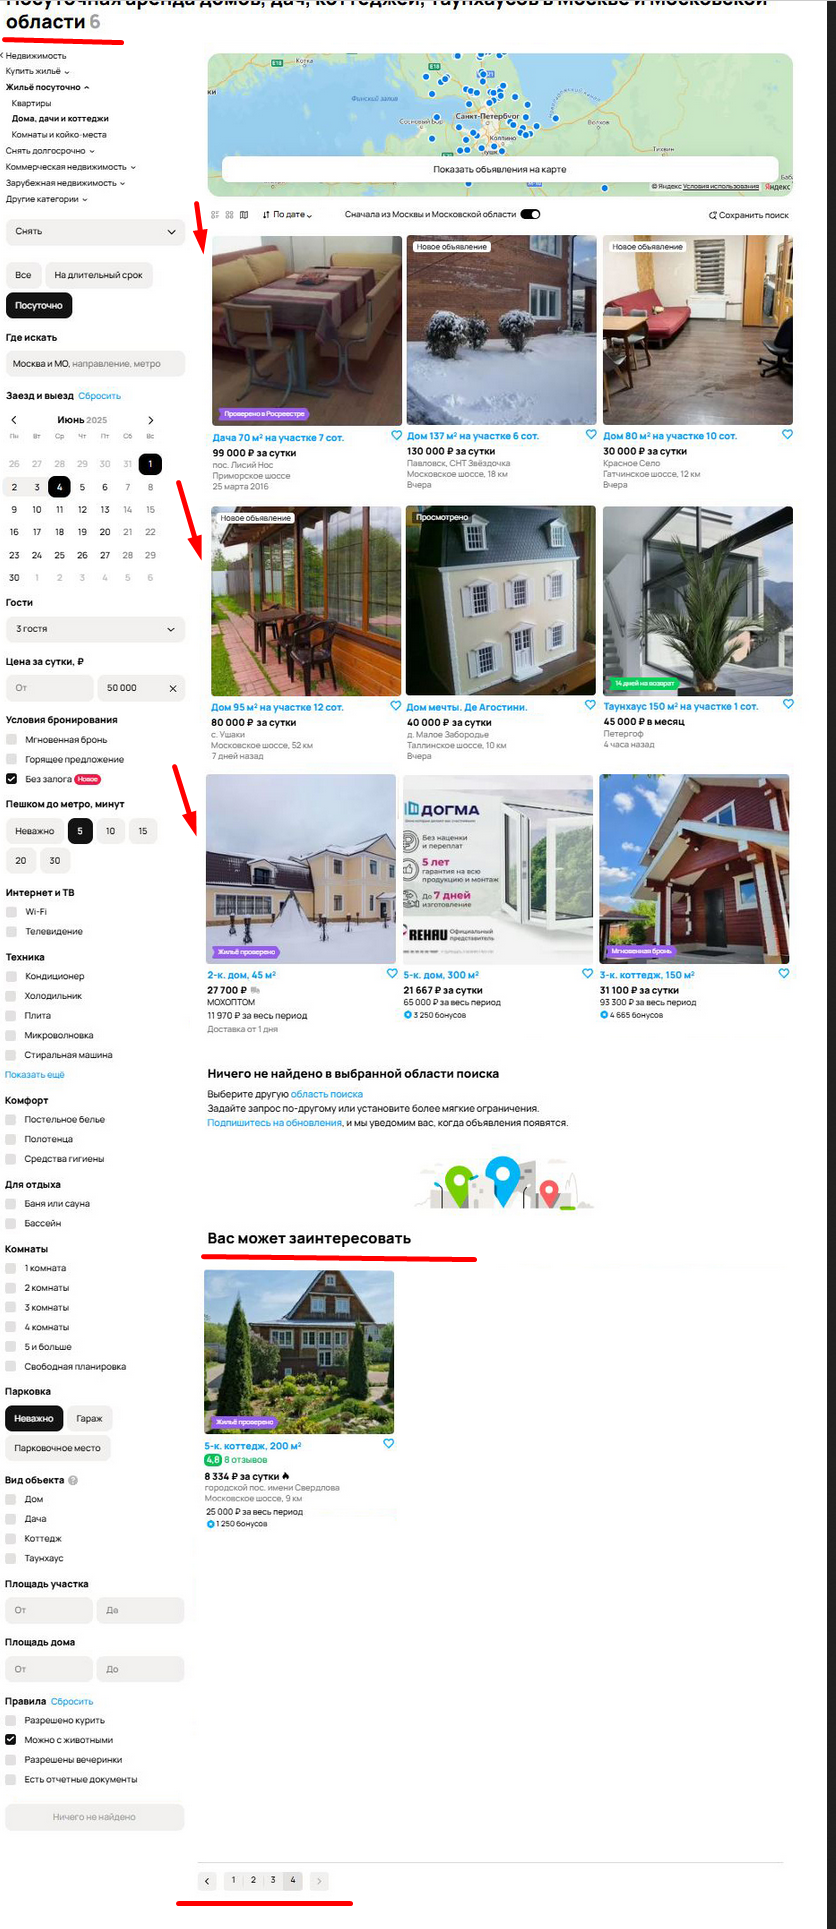 Посуточная аренда домов, дач, коттеджей, таунхаусов в Москве и Московской
области 6
Недвижимость
Купить жильё
Жильё посуточно
Квартиры
Дома, дачи и коттеджи
Комнаты и койко-места
Снять долгосрочно
Коммерческая недвижимость
Зарубежная недвижимость
Другие категории
Снять
Все
На длительный срок
Посуточно
Где искать
Москва и МО, направление, метро
Заезд и выезд Сбросить
Июнь 2025
Пн Вт Ср Чт Пт Сб Вс
26 27 28 29 30 31 1
2 3 4 5 6 7 8
9 10 11 12 13 14 15
16 17 18 19 20 21 22
23 24 25 26 27 28 29
30 1 2 3 4 5 6
Гости
3 гостя
Цена за сутки, ₽
От
50 000
Условия бронирования
Мгновенная бронь
Горящее предложение
Без залога Новое
Пешком до метро, минут
Неважно 5 10 15
20 30
Интернет и ТВ
Wi-Fi
Телевидение
Техника
Кондиционер
Холодильник
Плита
Микроволновка
Стиральная машина
Показать ещё
Комфорт
Постельное белье
Полотенца
Средства гигиены
Для отдыха
Баня или сауна
Бассейн
Комнаты
1 комната
2 комнаты
3 комнаты
4 комнаты
5 и больше
Свободная планировка
Парковка
Неважно Гараж
Парковочное место
Вид объекта ?
Дом
Дача
Коттедж
Таунхаус
Площадь участка
От До
Площадь дома
От До
Правила Сбросить
Разрешено курить
Можно с животными
Разрешены вечеринки
Есть отчетные документы
Ничего не найдено
Котка
E18
E18
Финский залив
Санкт-Петербург
Сосновый Бор
Колпино
Волхов
Тихвин
Показать объявления на карте
© Яндекс Условия использования Яндекс
По дате
Сначала из Москвы и Московской области
Сохранить поиск
Проверено в Росреестре
Дача 70 м² на участке 7 сот.
99 000 ₽ за сутки
пос. Лисий Нос
Приморское шоссе
25 марта 2016
Новое объявление
Дом 137 м² на участке 6 сот.
130 000 ₽ за сутки
Павловск, СНТ Звёздочка
Московское шоссе, 18 км
Вчера
Новое объявление
Дом 80 м² на участке 10 сот.
30 000 ₽ за сутки
Красное Село
Гатчинское шоссе, 12 км
Вчера
Новое объявление
Дом 95 м² на участке 12 сот.
80 000 ₽ за сутки
с. Ушаки
Московское шоссе, 52 км
7 дней назад
Просмотрено
Дом мечты. Де Агостини.
40 000 ₽ за сутки
д. Малое Забородье
Таллинское шоссе, 10 км
Вчера
14 дней на возврат
Таунхаус 150 м² на участке 1 сот.
45 000 ₽ в месяц
Петергоф
4 часа назад
Жильё проверено
2-к. дом, 45 м²
27 700 ₽
МОХОПТОМ
11 970 ₽ за весь период
Доставка от 1 дня
ДОГМА
Без наценки
и переплат
5 лет
гарантия на всю
продукцию и монтаж
До 7 дней
изготовление
REHAU
Официальный
представитель
5-к. дом, 300 м²
21 667 ₽ за сутки
65 000 ₽ за весь период
3 250 бонусов
Мгновенная бронь
3-к. коттедж, 150 м²
31 100 ₽ за сутки
93 300 ₽ за весь период
4 665 бонусов
Ничего не найдено в выбранной области поиска
Выберите другую область поиска
Задайте запрос по-другому или установите более мягкие ограничения.
Подпишитесь на обновления, и мы уведомим вас, когда объявления появятся.
Вас может заинтересовать
Жильё проверено
5-к. коттедж, 200 м²
4,8 8 отзывов
8 334 ₽ за сутки
городской пос. имени Свердлова
Московское шоссе, 9 км
25 000 ₽ за весь период
1 250 бонусов
1 2 3 4